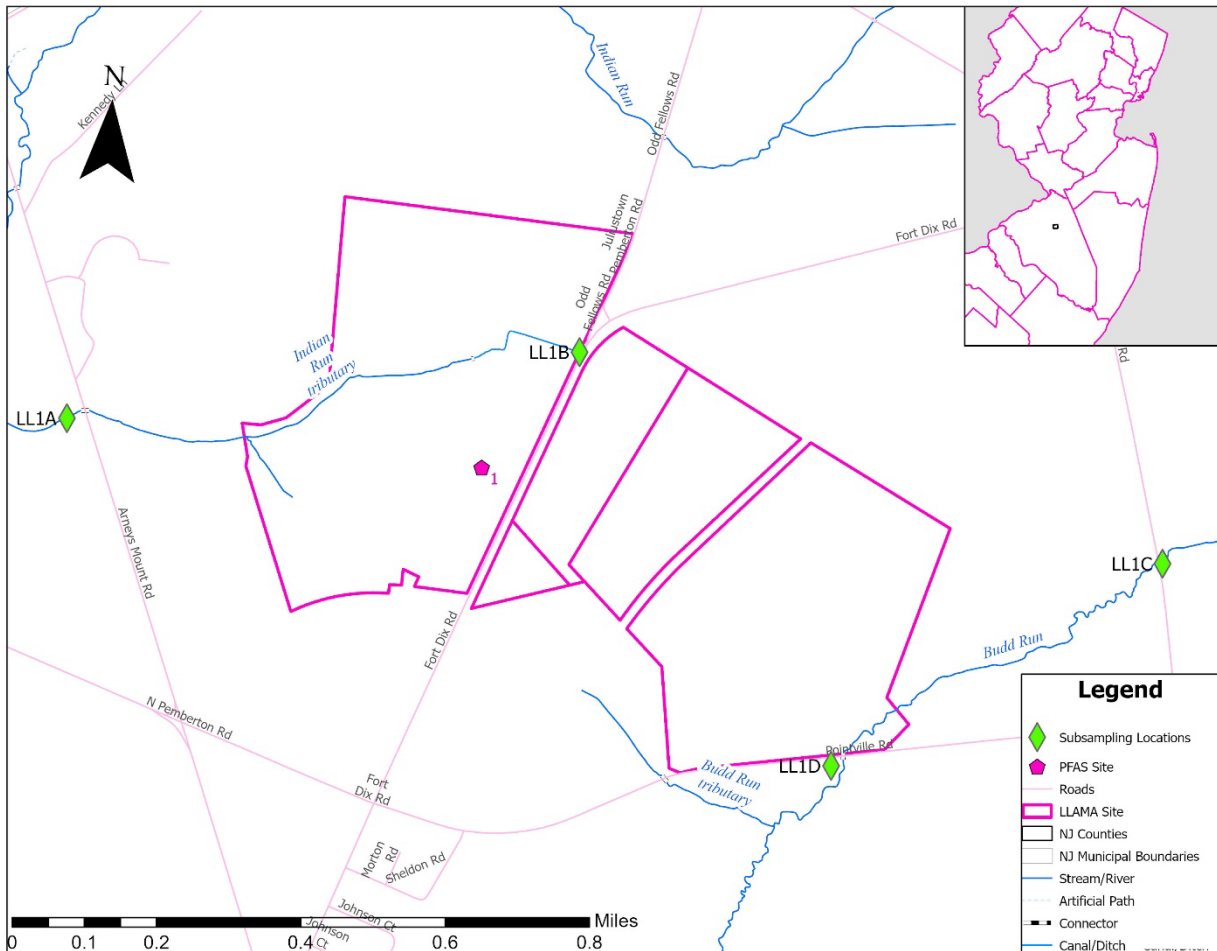 N
Kennedy Ln
Indian Run
Odd Fellows Rd
Juliustown
Pemberton Rd
Odd
Fellows Rd
Fort Dix Rd
Rd
LL1B
Indian
Run
tributary
LL1A
1
Arneys Mount Rd
LL1C
Fort Dix Rd
Budd Run
N Pemberton Rd
Pointville Rd
LL1D
Budd Run
tributary
Fort
Dix Rd
Morton
Rd
Sheldon Rd
Johnson Ct
Johnson
Ct
Miles
0 0.1 0.2 0.4 0.6 0.8
Legend
Subsampling Locations
PFAS Site
Roads
LLAMA Site
NJ Counties
NJ Municipal Boundaries
Stream/River
Artificial Path
Connector
Canal/Ditch